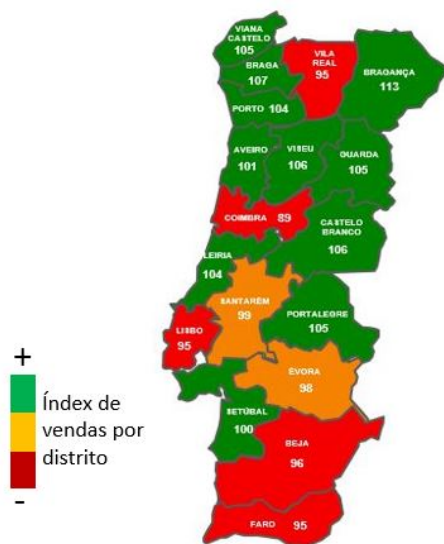 VIANA
CASTELO
105
BRAGA
107
VILA
REAL
95
BRAGANÇA
113
PORTO 104
AVEIRO
101
VISEU
106
GUARDA
105
COIMBRA 89
CASTELO
BRANCO
106
LEIRIA
104
SANTARÉM
99
PORTALEGRE
105
LISBO
95
ÉVORA
98
SETÚBAL
100
BEJA
96
FARO 95
+
Índex de
vendas por
distrito
-